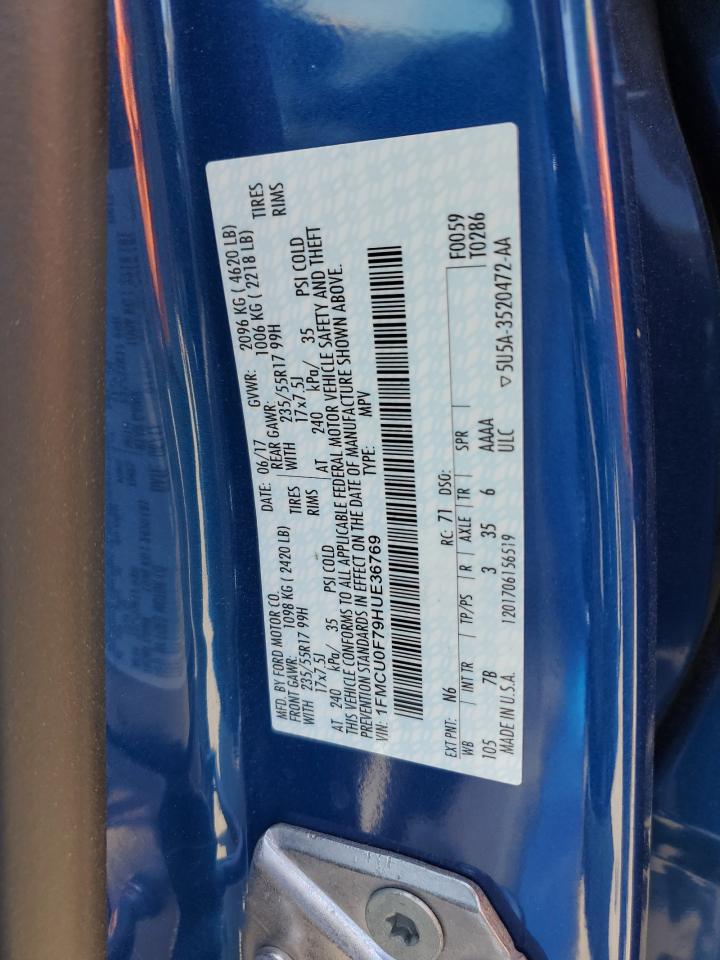 MFD. BY FORD MOTOR CO. DATE: 06/17 GVWR: 2096 KG ( 4620 LB)
FRONT GAWR: 1098 KG ( 2420 LB) REAR GAWR: 1006 KG ( 2218 LB)
WITH 235/55R17 99H TIRES WITH 235/55R17 99H TIRES
17x7.5J RIMS 17x7.5J RIMS
AT 240 kPa/ 35 PSI COLD AT 240 kPa/ 35 PSI COLD
THIS VEHICLE CONFORMS TO ALL APPLICABLE FEDERAL MOTOR VEHICLE SAFETY AND THEFT
PREVENTION STANDARDS IN EFFECT ON THE DATE OF MANUFACTURE SHOWN ABOVE.
VIN: 1FMCU0F79HUE36769 TYPE: MPV
EXT PNT: N6 RC: 71 DSO: F0059
WB | INT TR | TP/PS | R | AXLE | TR | SPR T0286
105 7B 3 35 6 AAAA
MADE IN U.S.A. 1201706156519 ULC ▽5U5A-3520472-AA